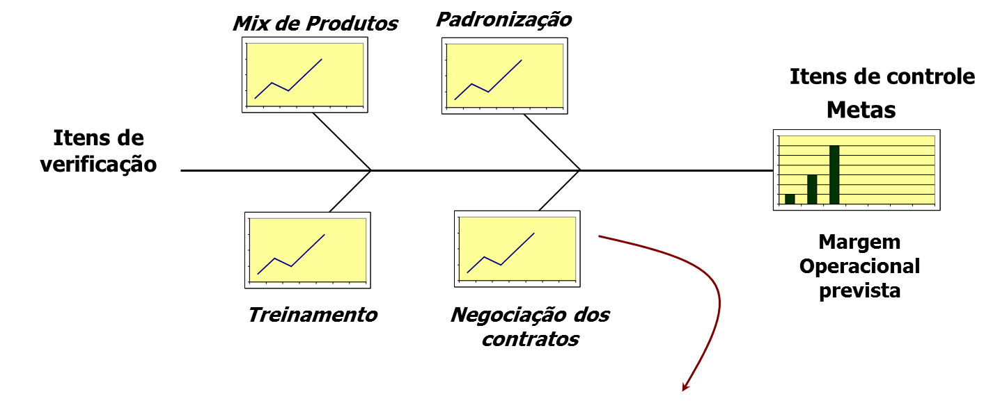 Mix de Produtos
Padronização
Itens de controle
Metas
Itens de
verificação
Margem
Operacional
prevista
Treinamento
Negociação dos
contratos